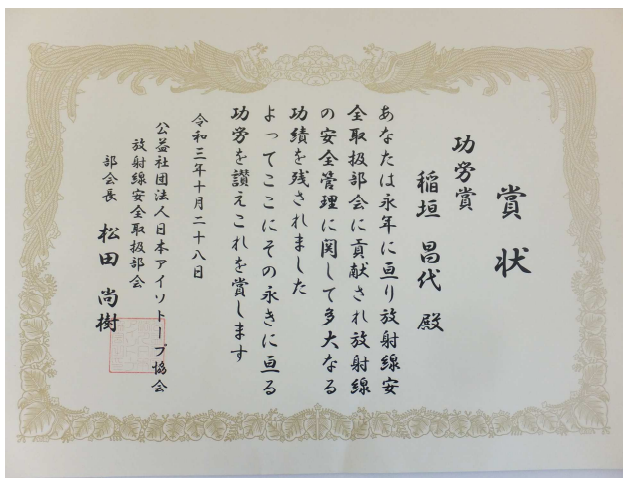 賞状
功労賞
稲垣 昌代 殿
あなたは永年に亘り放射線安
全取扱部会に貢献され放射線
の安全管理に関して多大なる
功績を残されました
よってここにその永きに亘る
功労を讃えこれを賞します
令和三年十月二十八日
公益社団法人日本アイソトープ協会
放射線安全取扱部会
部会長 松田 尚樹